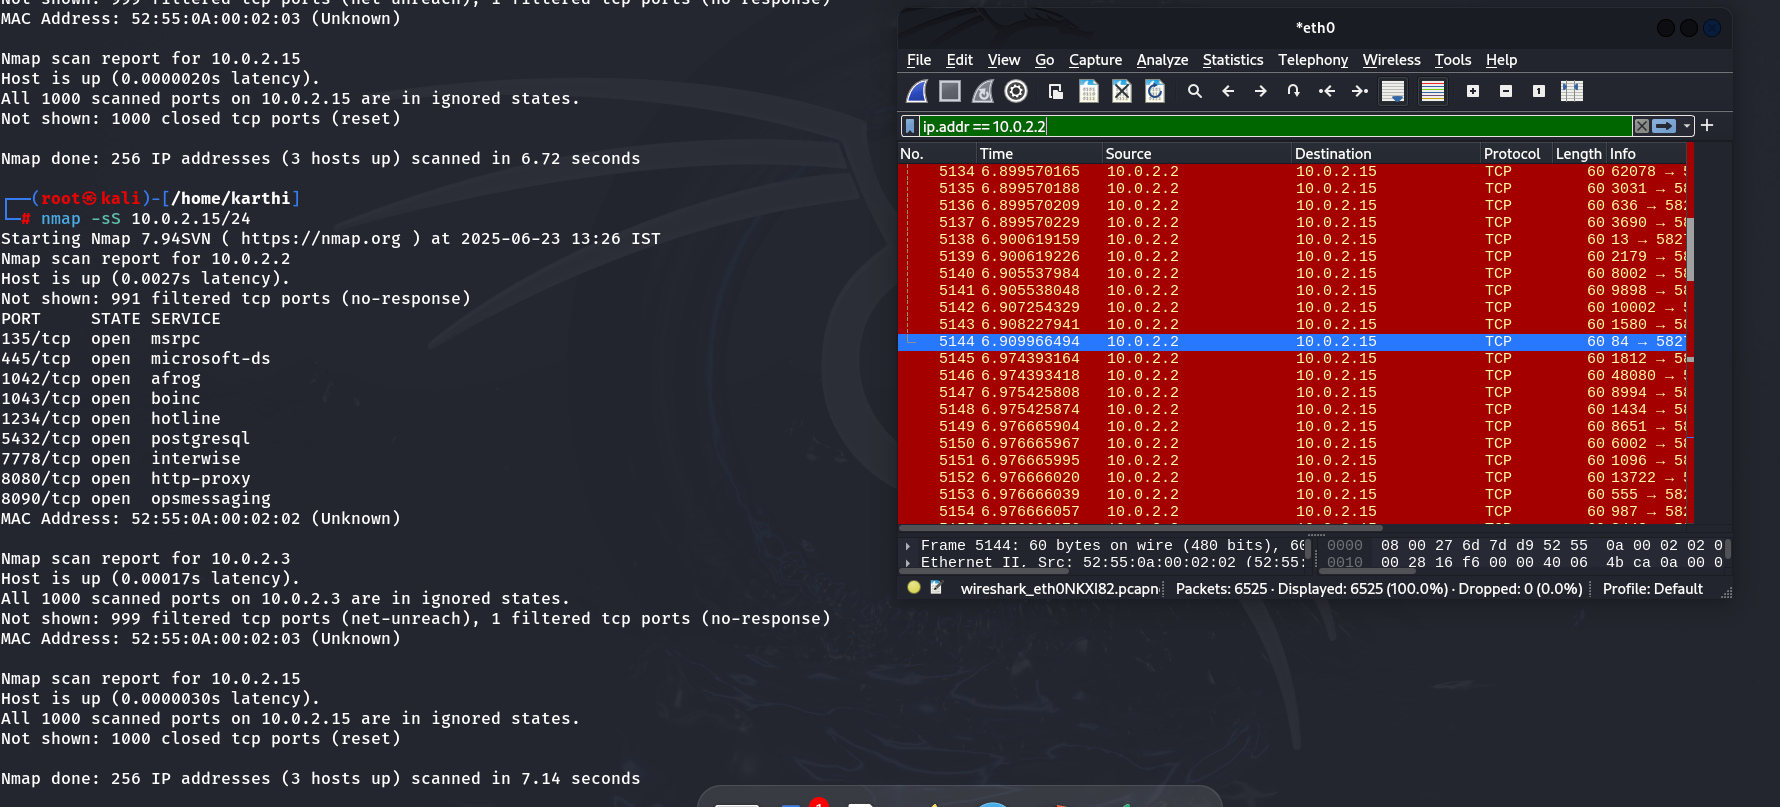 Not shown: 999 filtered tcp ports (net-unreach), 1 filtered tcp ports (no-response)
MAC Address: 52:55:0A:00:02:03 (Unknown)
Nmap scan report for 10.0.2.15
Host is up (0.0000020s latency).
All 1000 scanned ports on 10.0.2.15 are in ignored states.
Not shown: 1000 closed tcp ports (reset)
Nmap done: 256 IP addresses (3 hosts up) scanned in 6.72 seconds
(root㉿kali)-[/home/karthi]
# nmap -sS 10.0.2.15/24
Starting Nmap 7.94SVN ( https://nmap.org ) at 2025-06-23 13:26 IST
Nmap scan report for 10.0.2.2
Host is up (0.0027s latency).
Not shown: 991 filtered tcp ports (no-response)
PORT STATE SERVICE
135/tcp open msrpc
445/tcp open microsoft-ds
1042/tcp open afrog
1043/tcp open boinc
1234/tcp open hotline
5432/tcp open postgresql
7778/tcp open interwise
8080/tcp open http-proxy
8090/tcp open opsmessaging
MAC Address: 52:55:0A:00:02:02 (Unknown)
Nmap scan report for 10.0.2.3
Host is up (0.00017s latency).
All 1000 scanned ports on 10.0.2.3 are in ignored states.
Not shown: 999 filtered tcp ports (net-unreach), 1 filtered tcp ports (no-response)
MAC Address: 52:55:0A:00:02:03 (Unknown)
Nmap scan report for 10.0.2.15
Host is up (0.0000030s latency).
All 1000 scanned ports on 10.0.2.15 are in ignored states.
Not shown: 1000 closed tcp ports (reset)
Nmap done: 256 IP addresses (3 hosts up) scanned in 7.14 seconds
*eth0
File Edit View Go Capture Analyze Statistics Telephony Wireless Tools Help
ip.addr == 10.0.2.2
No. Time Source Destination Protocol Length Info
5134 6.899570165 10.0.2.2 10.0.2.15 TCP 60 62078 → 5
5135 6.899570188 10.0.2.2 10.0.2.15 TCP 60 3031 → 58
5136 6.899570209 10.0.2.2 10.0.2.15 TCP 60 636 → 582
5137 6.899570229 10.0.2.2 10.0.2.15 TCP 60 3690 → 58
5138 6.900619159 10.0.2.2 10.0.2.15 TCP 60 13 → 5827
5139 6.900619226 10.0.2.2 10.0.2.15 TCP 60 2179 → 58
5140 6.905537984 10.0.2.2 10.0.2.15 TCP 60 8002 → 58
5141 6.905538048 10.0.2.2 10.0.2.15 TCP 60 9898 → 58
5142 6.907254329 10.0.2.2 10.0.2.15 TCP 60 10002 → 5
5143 6.908227941 10.0.2.2 10.0.2.15 TCP 60 1580 → 58
5144 6.909966494 10.0.2.2 10.0.2.15 TCP 60 84 → 5827
5145 6.974393164 10.0.2.2 10.0.2.15 TCP 60 1812 → 58
5146 6.974393418 10.0.2.2 10.0.2.15 TCP 60 48080 → 5
5147 6.975425808 10.0.2.2 10.0.2.15 TCP 60 8994 → 58
5148 6.975425874 10.0.2.2 10.0.2.15 TCP 60 1434 → 58
5149 6.976665904 10.0.2.2 10.0.2.15 TCP 60 8651 → 58
5150 6.976665967 10.0.2.2 10.0.2.15 TCP 60 6002 → 58
5151 6.976665995 10.0.2.2 10.0.2.15 TCP 60 1096 → 58
5152 6.976666020 10.0.2.2 10.0.2.15 TCP 60 13722 → 5
5153 6.976666039 10.0.2.2 10.0.2.15 TCP 60 555 → 582
5154 6.976666057 10.0.2.2 10.0.2.15 TCP 60 987 → 582
Frame 5144: 60 bytes on wire (480 bits), 60
Ethernet II, Src: 52:55:0a:00:02:02 (52:55:
0000 08 00 27 6d 7d d9 52 55 0a 00 02 02 0
0010 00 28 16 f6 00 00 40 06 4b ca 0a 00 0
wireshark_eth0NKXI82.pcapn
Packets: 6525 · Displayed: 6525 (100.0%) · Dropped: 0 (0.0%)
Profile: Default
1